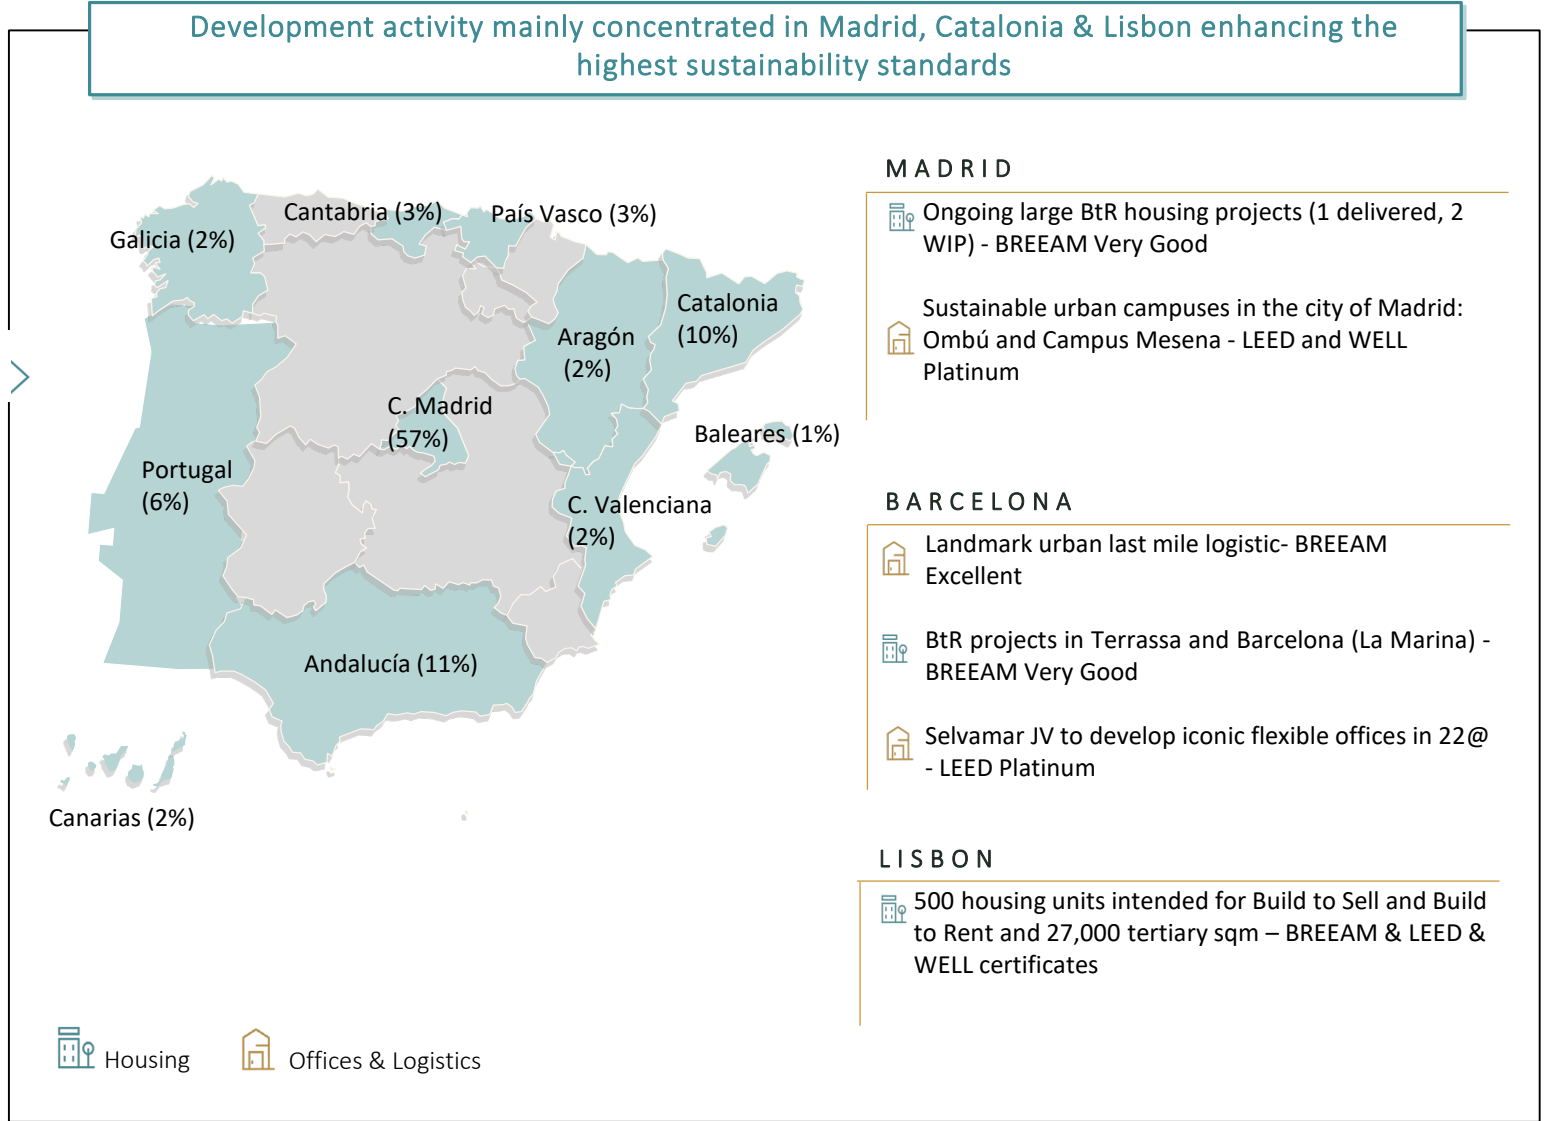 Development activity mainly concentrated in Madrid, Catalonia & Lisbon enhancing the
highest sustainability standards
Cantabria (3%)
País Vasco (3%)
Galicia (2%)
Catalonia
(10%)
Aragón
(2%)
C. Madrid
(57%)
Baleares (1%)
Portugal
(6%)
C. Valenciana
(2%)
Andalucía (11%)
Canarias (2%)
Housing
Offices & Logistics
MADRID
Ongoing large BtR housing projects (1 delivered, 2
WIP) - BREEAM Very Good
Sustainable urban campuses in the city of Madrid:
Ombú and Campus Mesena - LEED and WELL
Platinum
BARCELONA
Landmark urban last mile logistic- BREEAM
Excellent
BtR projects in Terrassa and Barcelona (La Marina) -
BREEAM Very Good
Selvamar JV to develop iconic flexible offices in 22@
- LEED Platinum
LISBON
500 housing units intended for Build to Sell and Build
to Rent and 27,000 tertiary sqm – BREEAM & LEED &
WELL certificates